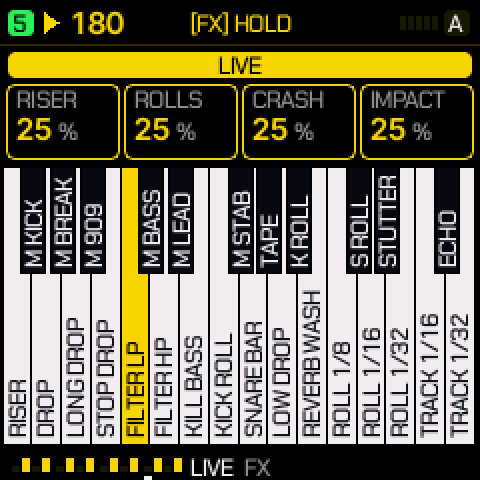 5 180 [FX] HOLD A
LIVE
RISER ROLLS CRASH IMPACT
25 % 25 % 25 % 25 %
M KICK
M BREAK
M 909
M BASS
M LEAD
M STAB
TAPE
K ROLL
S ROLL
STUTTER
ECHO
RISER
DROP
LONG DROP
STOP DROP
FILTER LP
FILTER HP
KILL BASS
KICK ROLL
SNARE BAR
LOW DROP
REVERB WASH
ROLL 1/8
ROLL 1/16
ROLL 1/32
TRACK 1/16
TRACK 1/32
LIVE FX